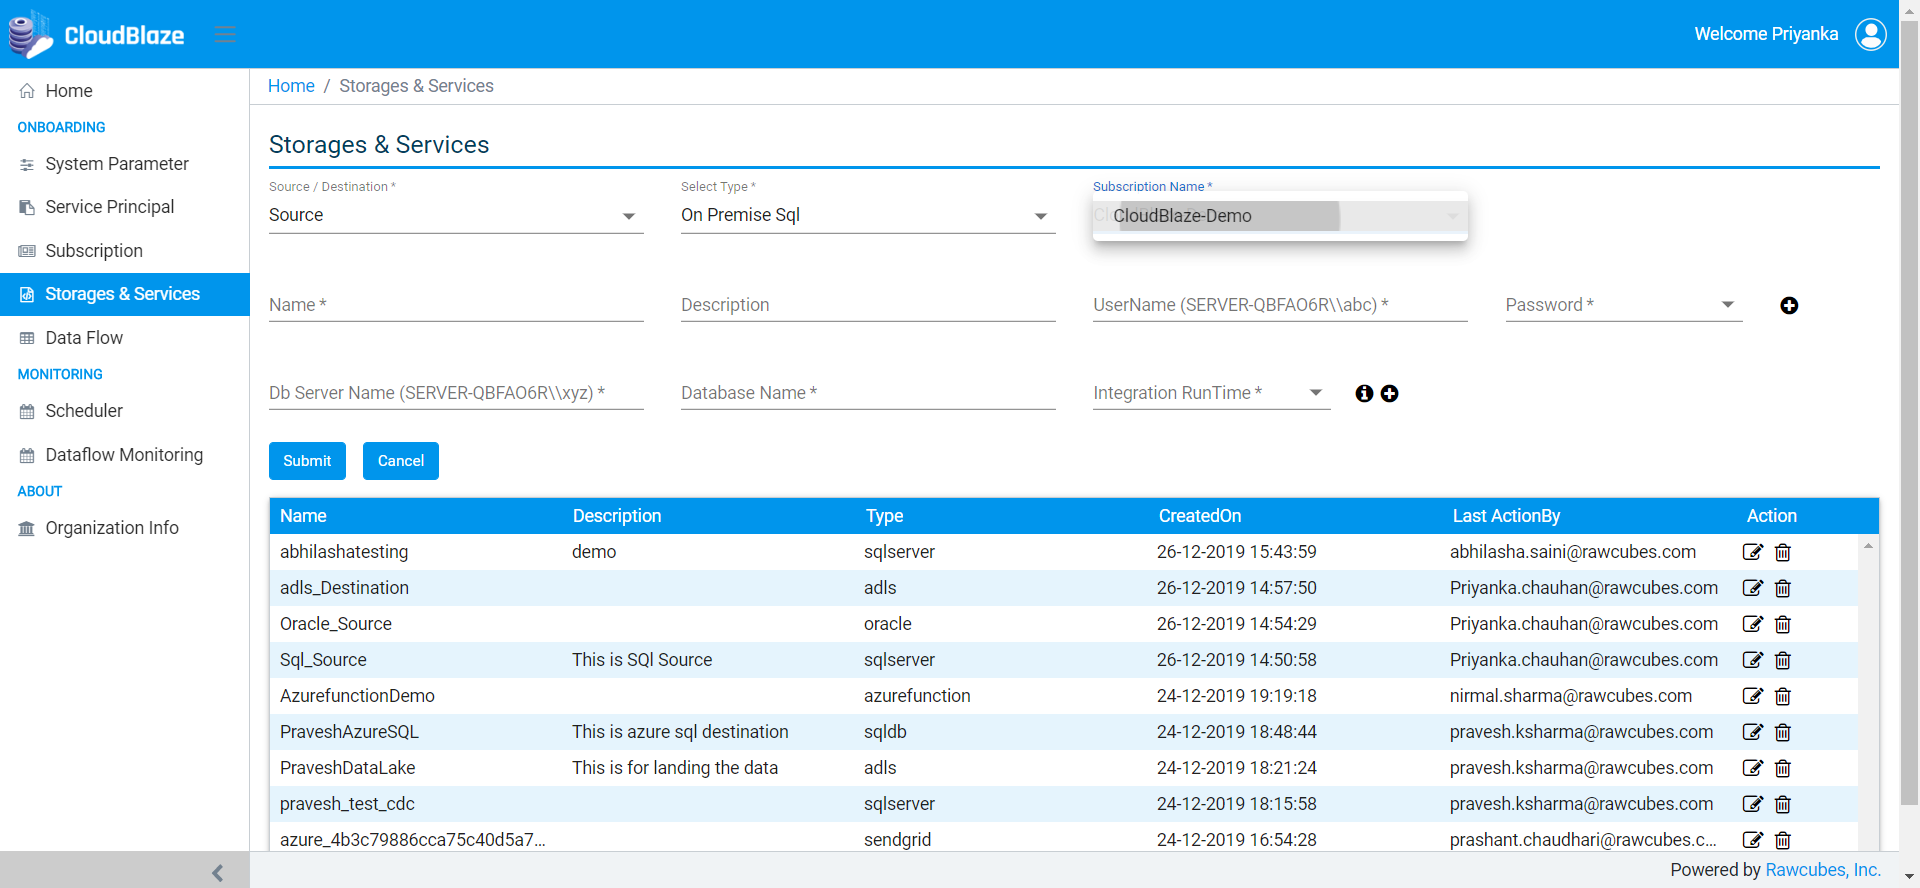 CloudBlaze
Welcome Priyanka
Home
ONBOARDING
System Parameter
Service Principal
Subscription
Storages & Services
Data Flow
MONITORING
Scheduler
Dataflow Monitoring
ABOUT
Organization Info
Home / Storages & Services
Storages & Services
Source / Destination * Select Type * Subscription Name *
Source On Premise Sql CloudBlaze-Demo
Name * Description UserName (SERVER-QBFAO6R\\abc) * Password *
Db Server Name (SERVER-QBFAO6R\\xyz) * Database Name * Integration RunTime *
Submit Cancel
Name Description Type CreatedOn Last ActionBy Action
abhilashatesting demo sqlserver 26-12-2019 15:43:59 abhilasha.saini@rawcubes.com
adls_Destination adls 26-12-2019 14:57:50 Priyanka.chauhan@rawcubes.com
Oracle_Source oracle 26-12-2019 14:54:29 Priyanka.chauhan@rawcubes.com
Sql_Source This is SQl Source sqlserver 26-12-2019 14:50:58 Priyanka.chauhan@rawcubes.com
AzurefunctionDemo azurefunction 24-12-2019 19:19:18 nirmal.sharma@rawcubes.com
PraveshAzureSQL This is azure sql destination sqldb 24-12-2019 18:48:44 pravesh.ksharma@rawcubes.com
PraveshDataLake This is for landing the data adls 24-12-2019 18:21:24 pravesh.ksharma@rawcubes.com
pravesh_test_cdc sqlserver 24-12-2019 18:15:58 pravesh.ksharma@rawcubes.com
azure_4b3c79886cca75c40d5a7... sendgrid 24-12-2019 16:54:28 prashant.chaudhari@rawcubes.c...
Powered by Rawcubes, Inc.